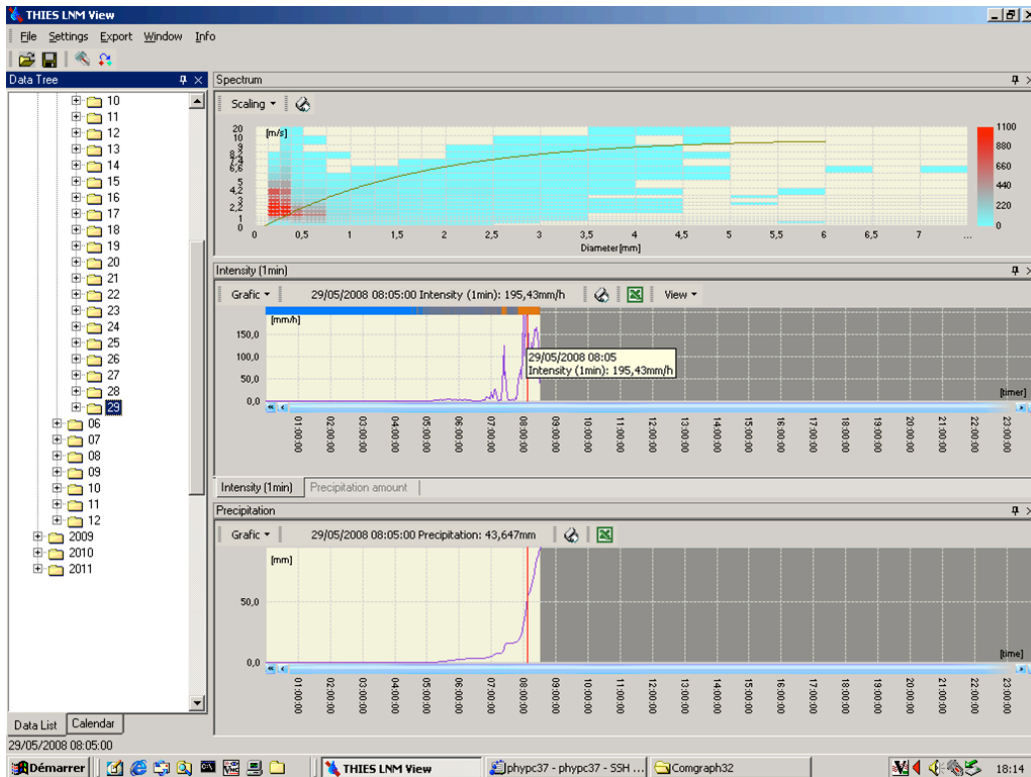 THIES LNM View
File Settings Export Window Info
Data Tree
10
11
12
13
14
15
16
17
18
19
20
21
22
23
24
25
26
27
28
29
06
07
08
09
10
11
12
2009
2010
2011
Data List Calendar
Spectrum
Scaling
[m/s]
20
10
9
8,2
7,4
6,6
5
4,2
3
2,2
1
0
0 0,5 1 1,5 2 2,5 3 3,5 4 4,5 5 5,5 6 6,5 7 ...
Diameter[mm]
1100
880
660
440
220
0
Intensity (1min)
Grafic 29/05/2008 08:05:00 Intensity (1min): 195,43mm/h View
[mm/h]
150,0
100,0
50,0
0,0
29/05/2008 08:05
Intensity (1min): 195,43mm/h
[timer]
01:00:00 02:00:00 03:00:00 04:00:00 05:00:00 06:00:00 07:00:00 08:00:00 09:00:00 10:00:00 11:00:00 12:00:00 13:00:00 14:00:00 15:00:00 16:00:00 17:00:00 18:00:00 19:00:00 20:00:00 21:00:00 22:00:00 23:00:00
Intensity (1min) Precipitation amount
Precipitation
Grafic 29/05/2008 08:05:00 Precipitation: 43,647mm
[mm]
50,0
0,0
[time]
01:00:00 02:00:00 03:00:00 04:00:00 05:00:00 06:00:00 07:00:00 08:00:00 09:00:00 10:00:00 11:00:00 12:00:00 13:00:00 14:00:00 15:00:00 16:00:00 17:00:00 18:00:00 19:00:00 20:00:00 21:00:00 22:00:00 23:00:00
29/05/2008 08:05:00
Démarrer THIES LNM View phypc37 - phypc37 - SSH ... Comgraph32 18:14